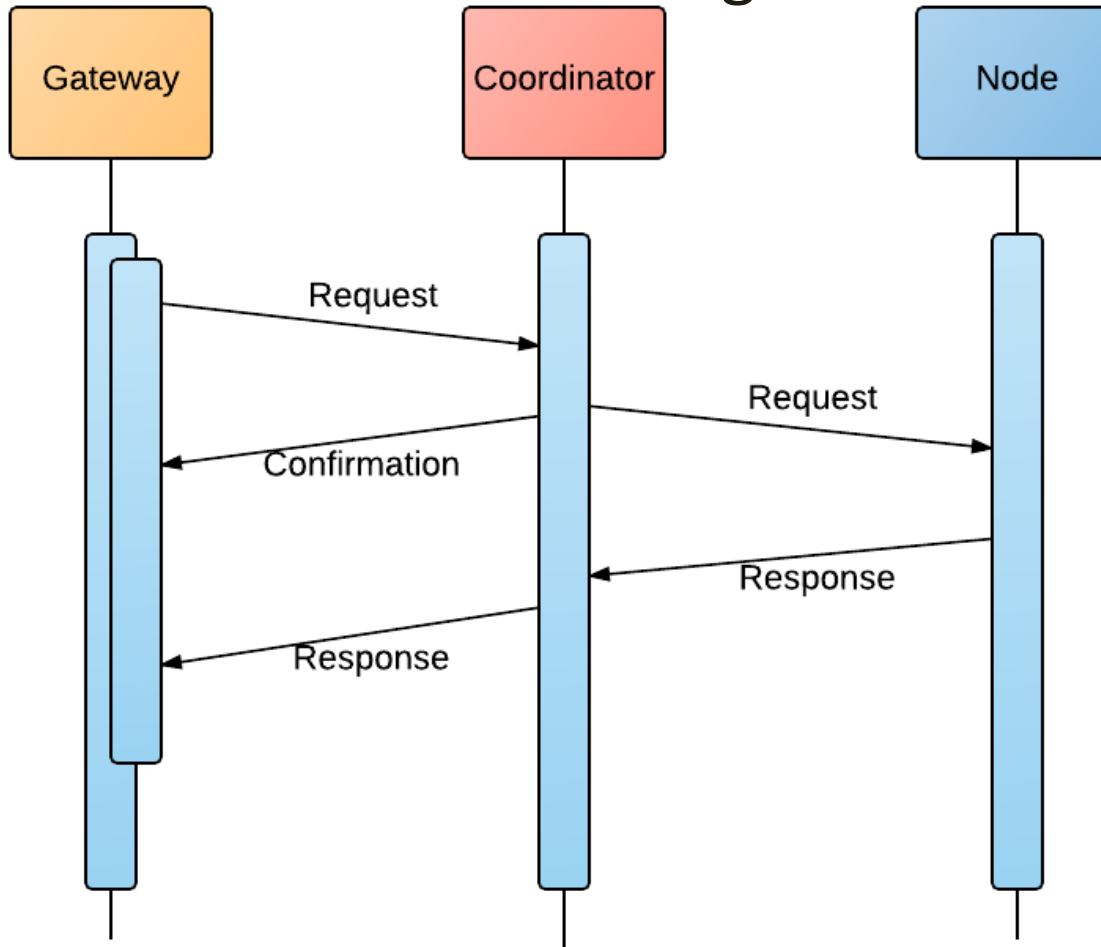 Gateway
Coordinator
Node
Request
Request
Confirmation
Response
Response